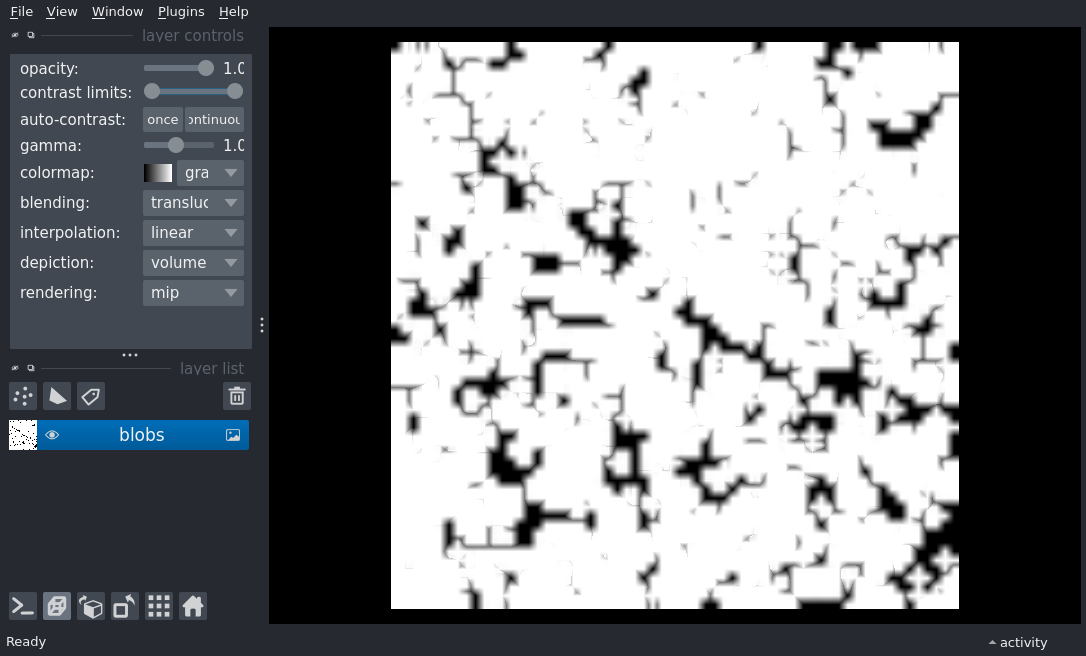 File View Window Plugins Help
layer controls
opacity: 1.0
contrast limits:
auto-contrast: once ontinuou
gamma: 1.0
colormap: gra
blending: transluc
interpolation: linear
depiction: volume
rendering: mip
layer list
blobs
Ready
activity